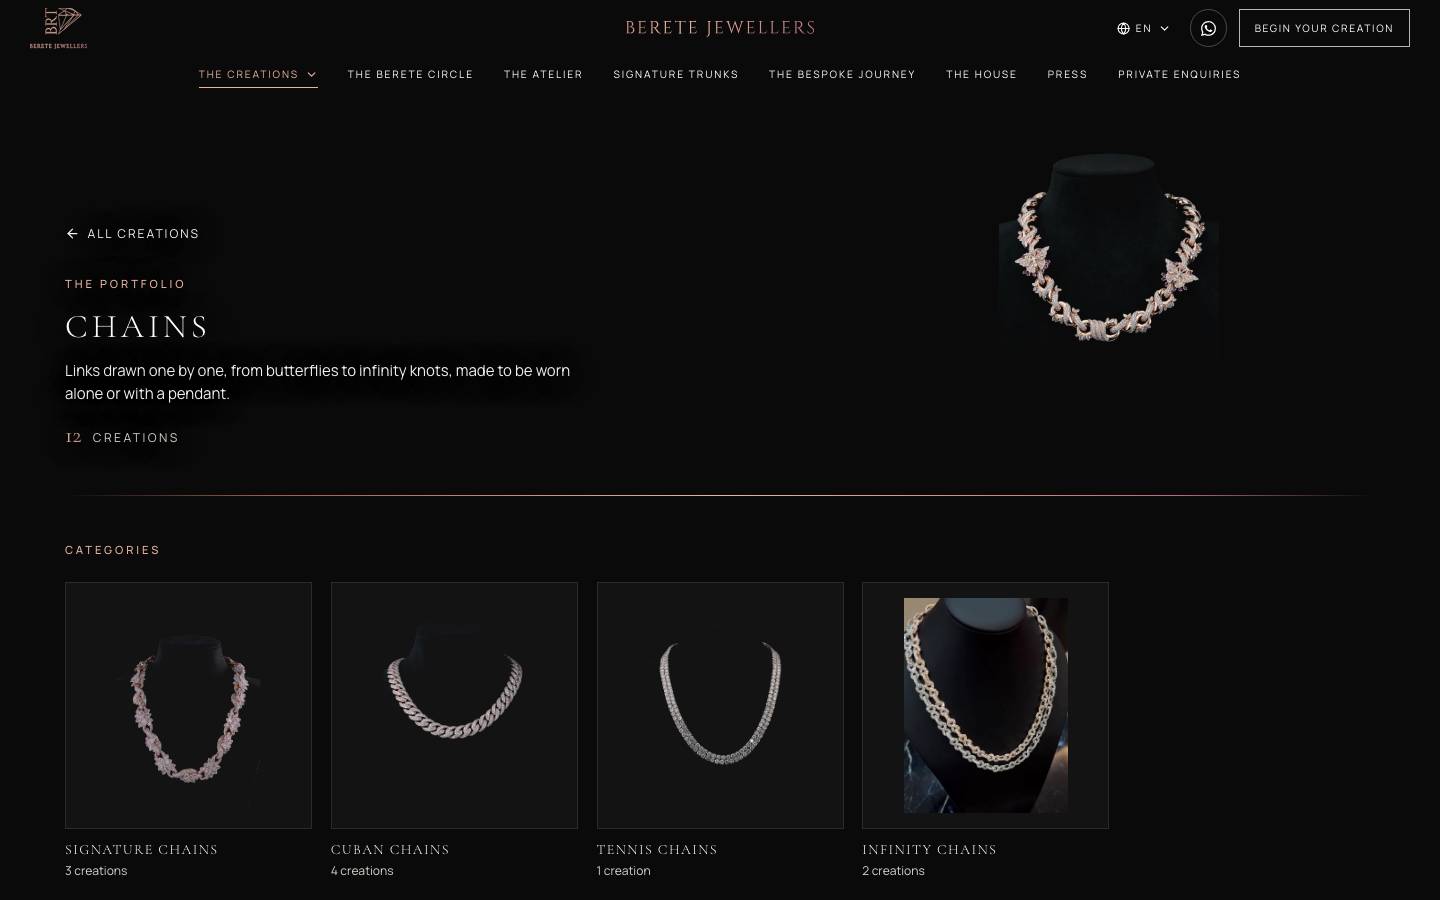 BRT
BERETE JEWELLERS
BERETE JEWELLERS
EN
BEGIN YOUR CREATION
THE CREATIONS
THE BERETE CIRCLE
THE ATELIER
SIGNATURE TRUNKS
THE BESPOKE JOURNEY
THE HOUSE
PRESS
PRIVATE ENQUIRIES
ALL CREATIONS
THE PORTFOLIO
CHAINS
Links drawn one by one, from butterflies to infinity knots, made to be worn
alone or with a pendant.
12 CREATIONS
CATEGORIES
SIGNATURE CHAINS
3 creations
CUBAN CHAINS
4 creations
TENNIS CHAINS
1 creation
INFINITY CHAINS
2 creations